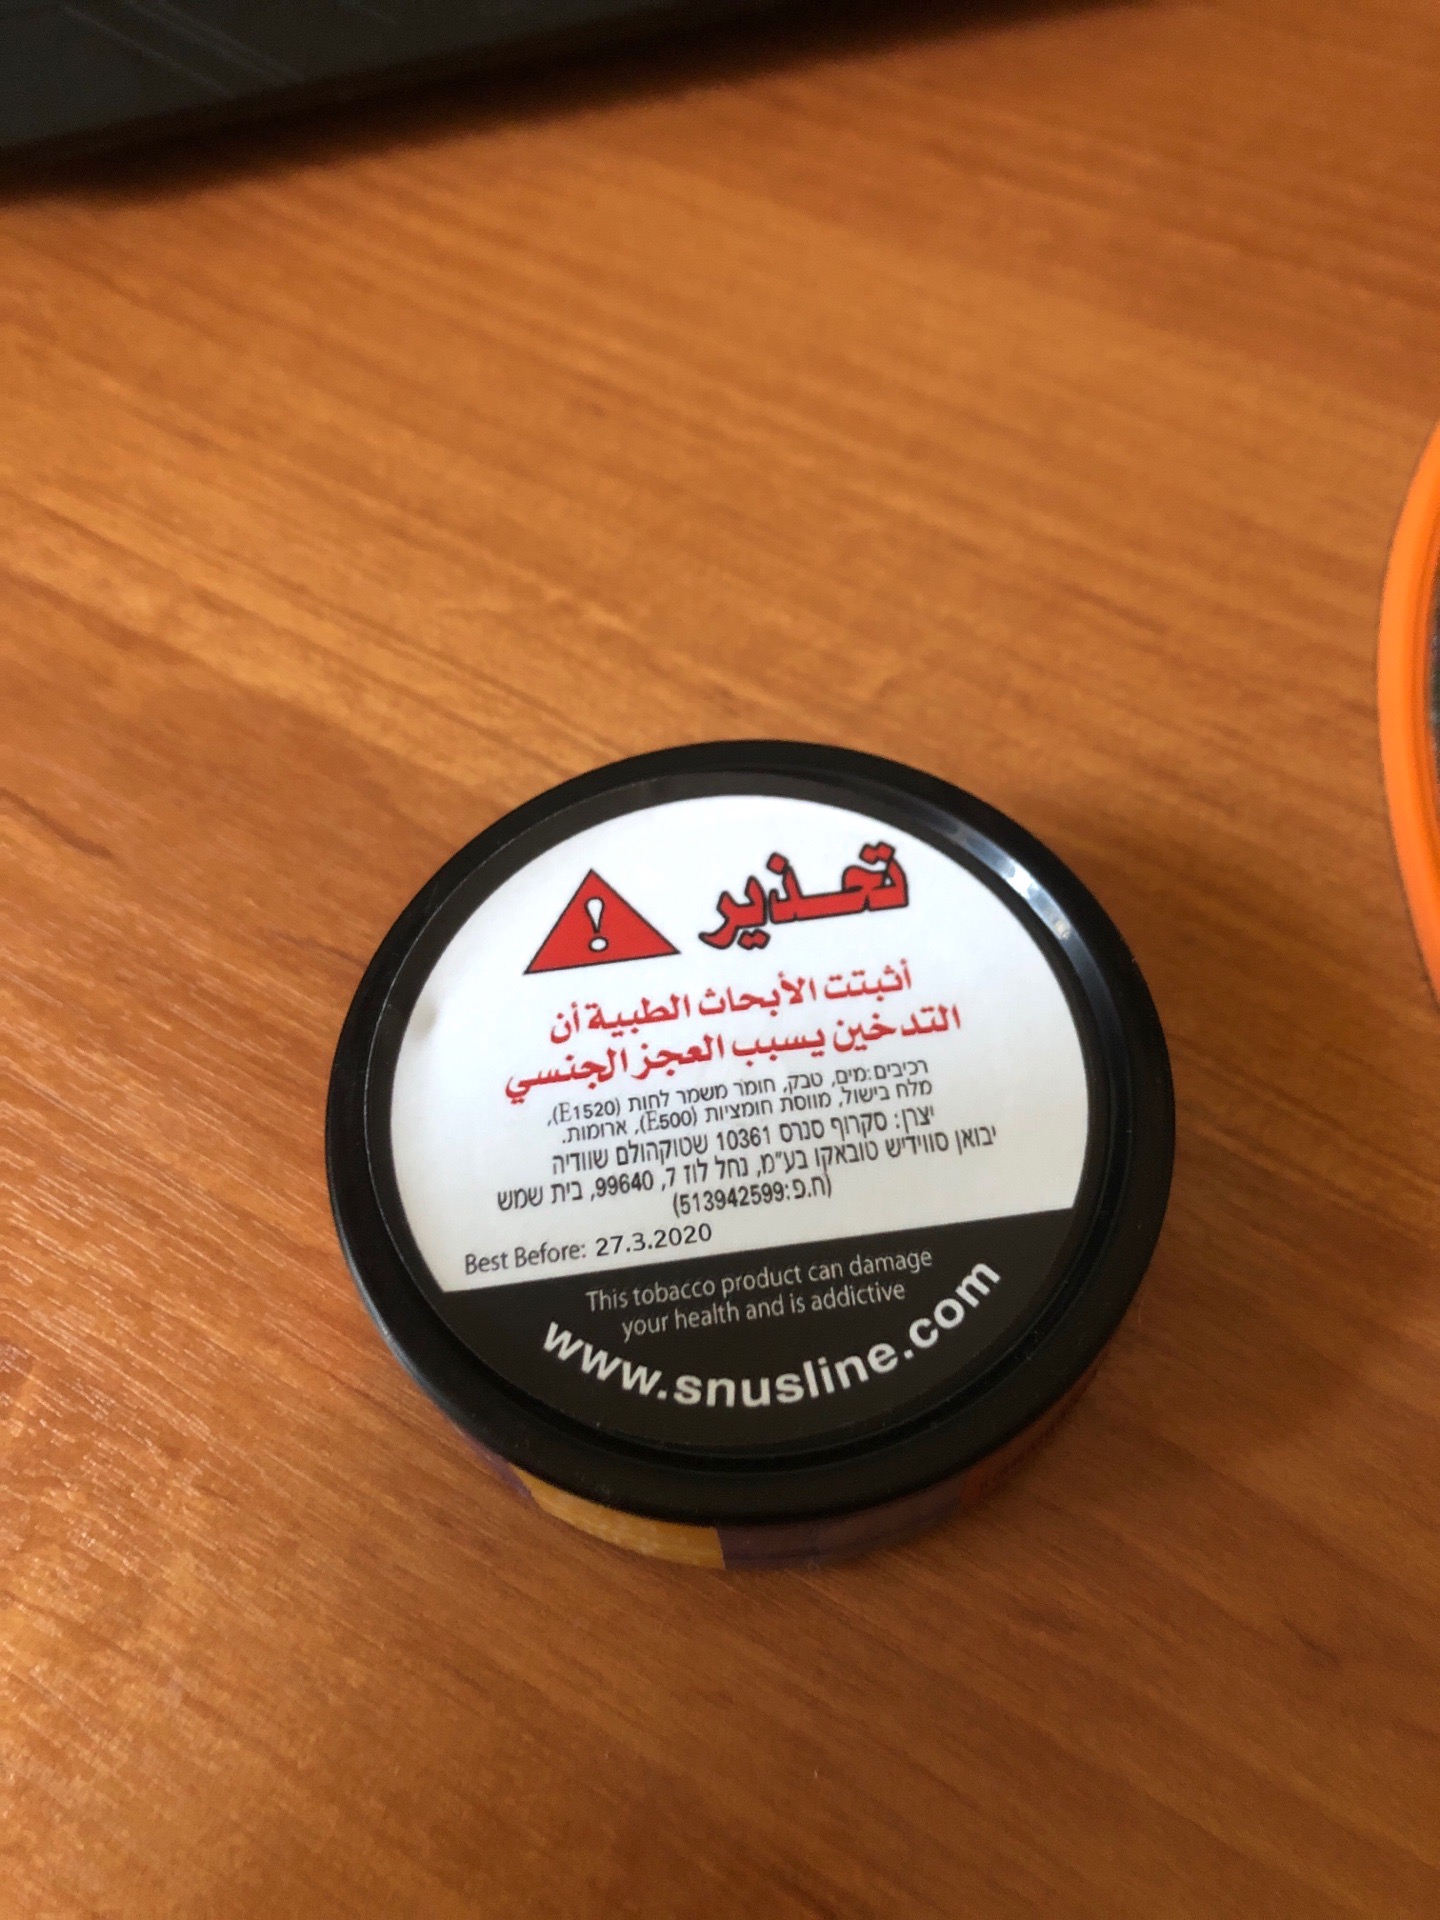 تحذير
أثبتت الأبحاث الطبية أن
التدخين يسبب العجز الجنسي
רכיבים:מים, טבק, חומר משמר לחות (E1520),
מלח בישול, מווסת חומציות (E500), ארומות.
יצרן: סקרוף סנרס 10361 שטוקהולם שוודיה
יבואן סווידיש טובאקו בע"מ, נחל לוז 7, 99640, בית שמש
(ח.פ:513942599)
Best Before: 27.3.2020
This tobacco product can damage
your health and is addictive
www.snusline.com